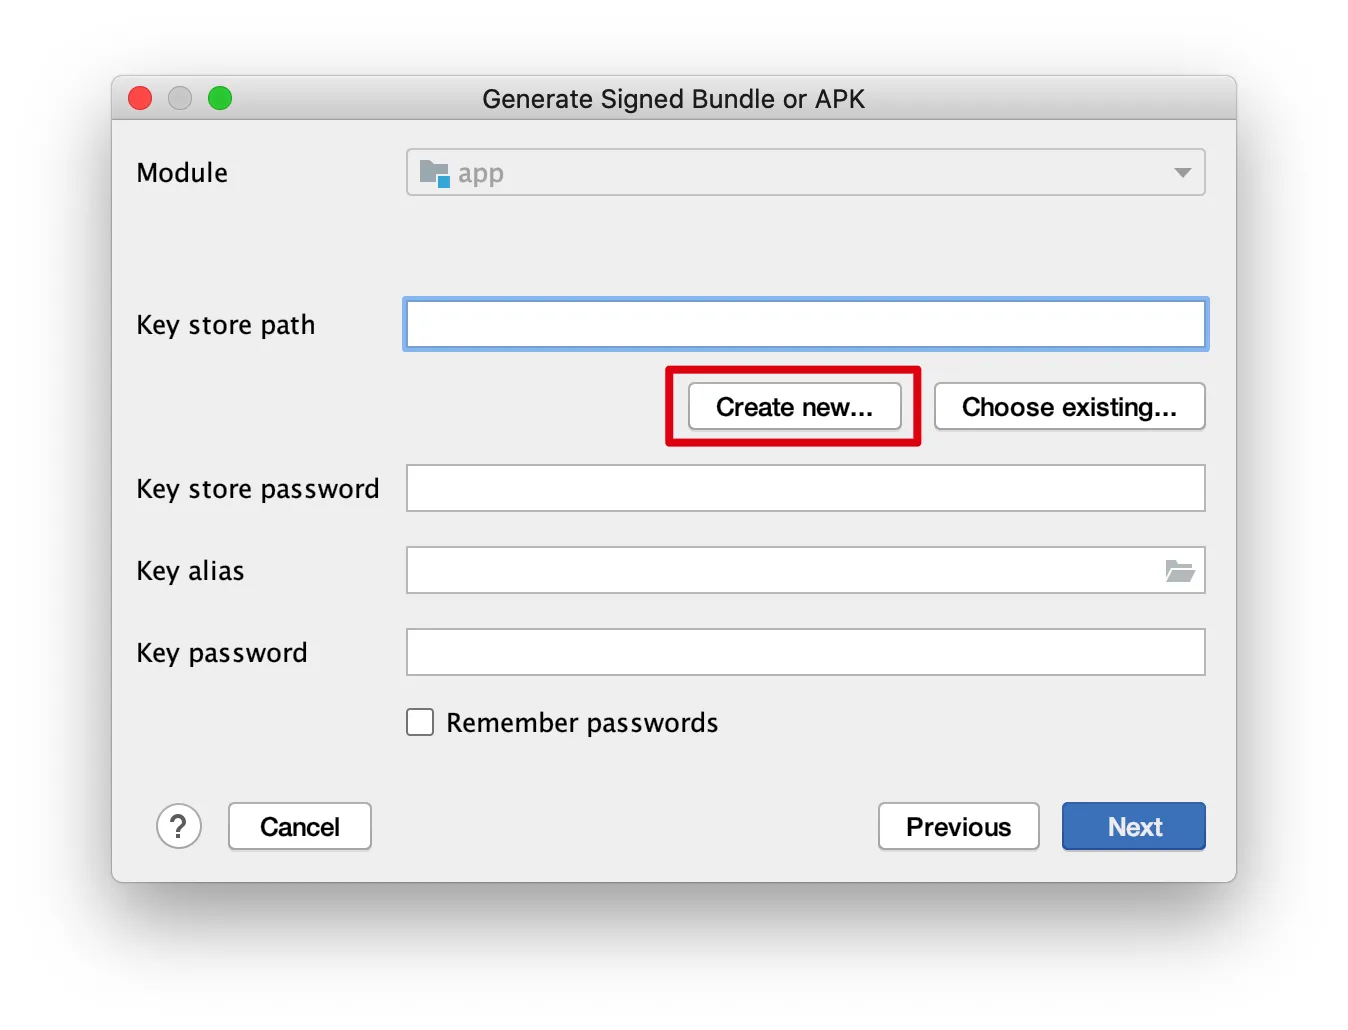 Generate Signed Bundle or APK
Module
app
Key store path
Create new...
Choose existing...
Key store password
Key alias
Key password
Remember passwords
?
Cancel
Previous
Next